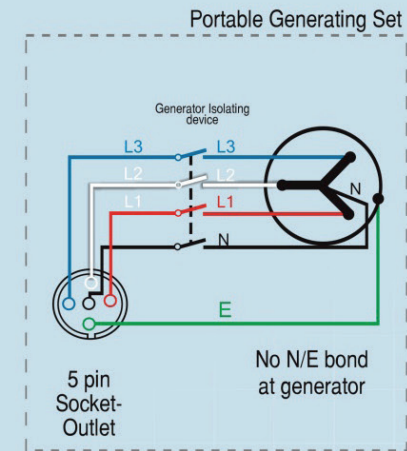 Portable Generating Set
Generator Isolating
device
L3 L3
L2 L2
L1 L1
N
N
E
5 pin
Socket-
Outlet
No N/E bond
at generator